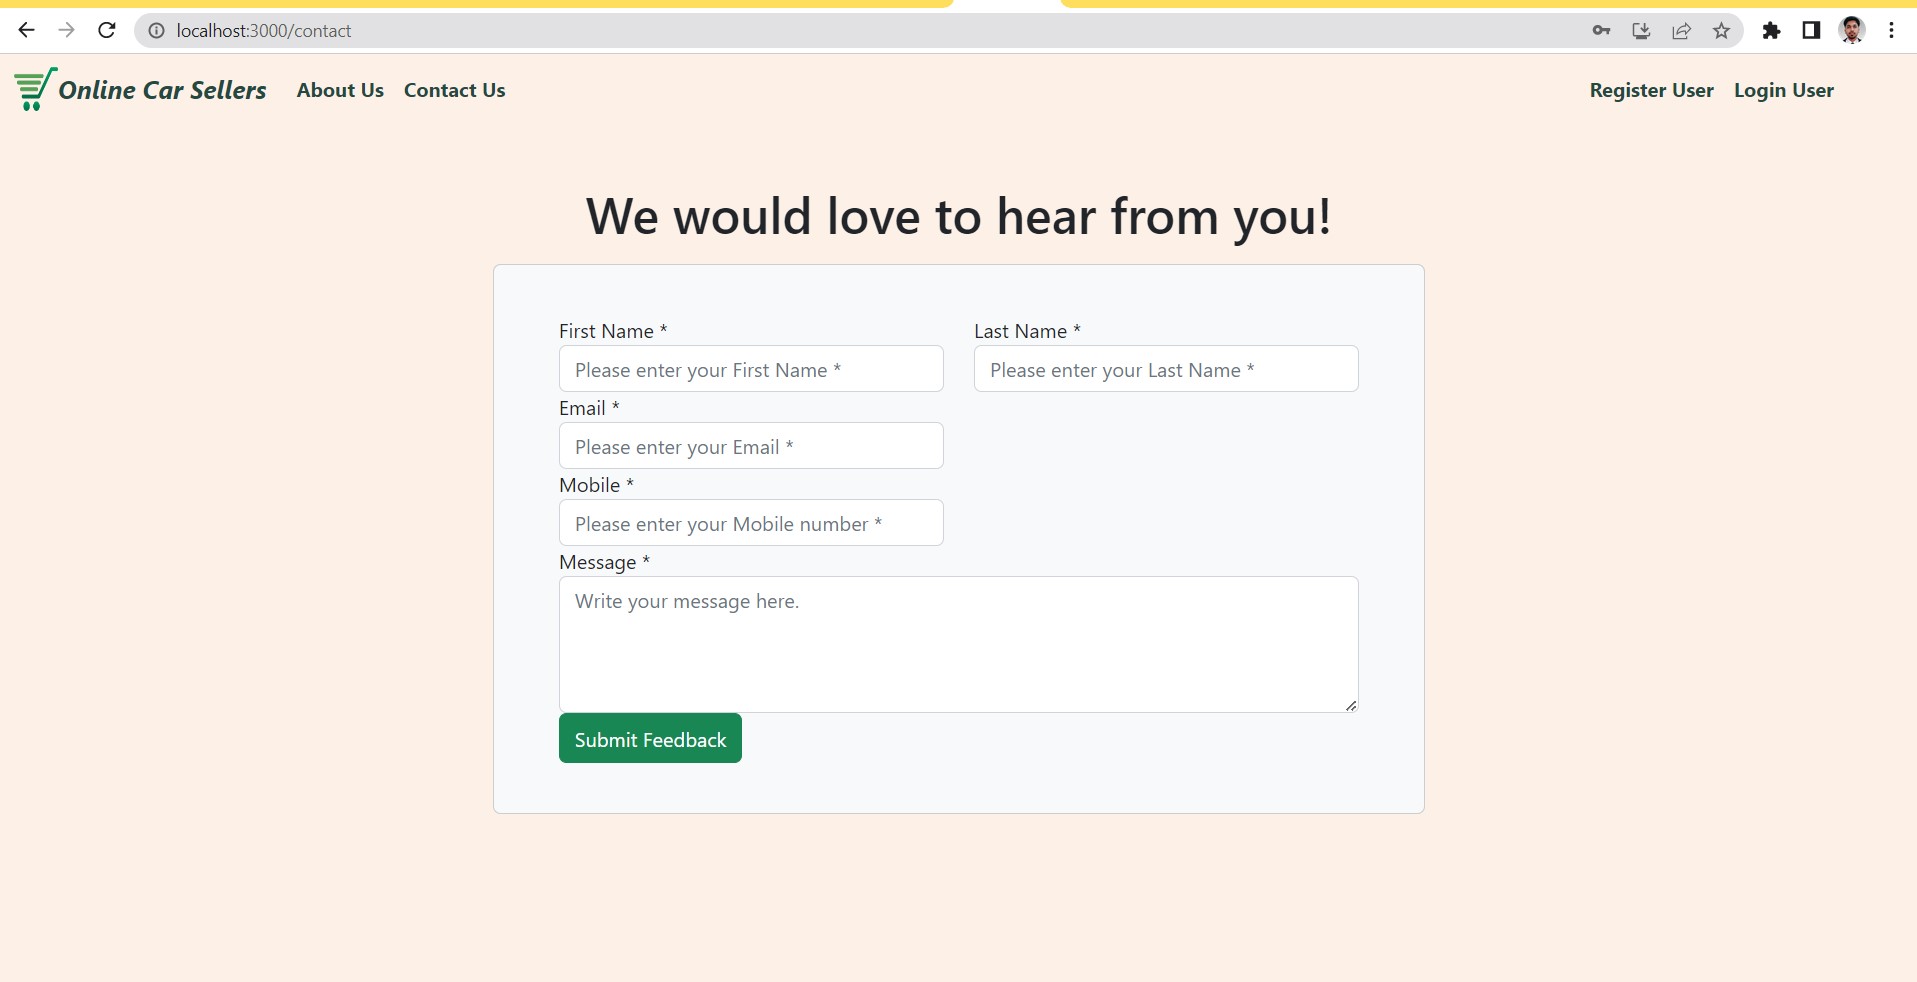 localhost:3000/contact
Online Car Sellers About Us Contact Us Register User Login User
We would love to hear from you!
First Name * Last Name *
Please enter your First Name * Please enter your Last Name *
Email *
Please enter your Email *
Mobile *
Please enter your Mobile number *
Message *
Write your message here.
Submit Feedback